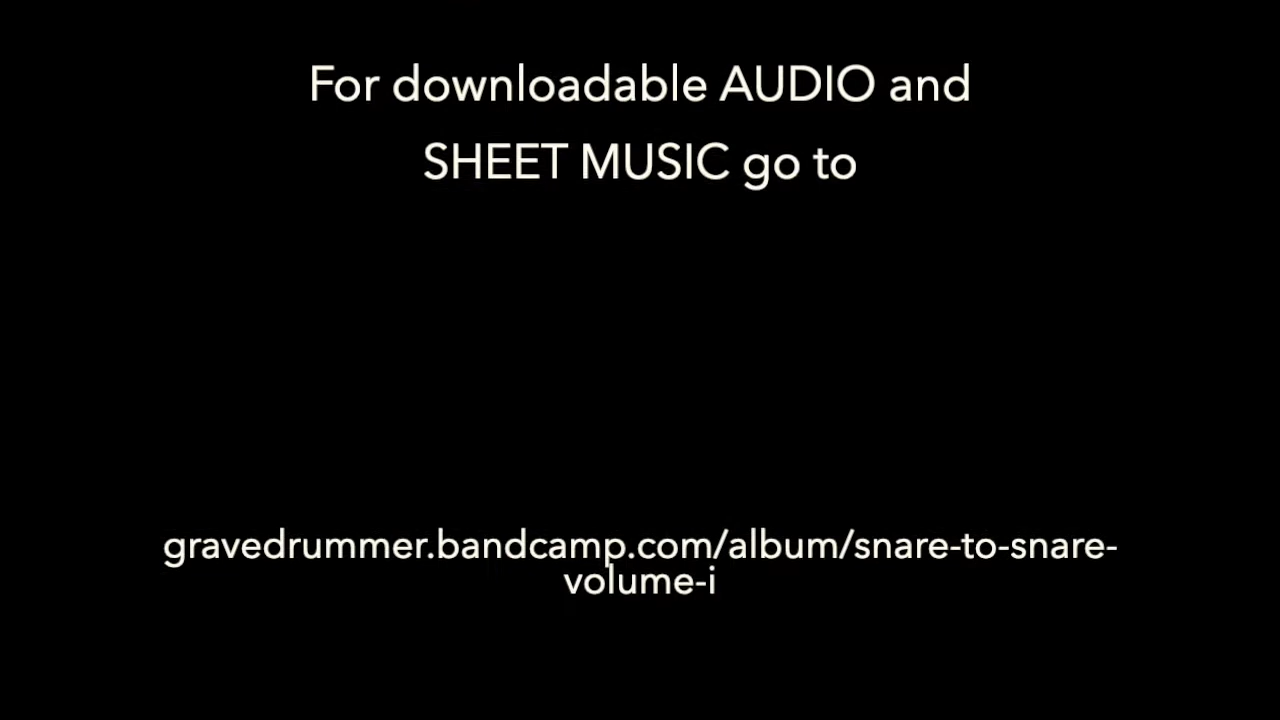 For downloadable AUDIO and
SHEET MUSIC go to
gravedrummer.bandcamp.com/album/snare-to-snare-
volume-i